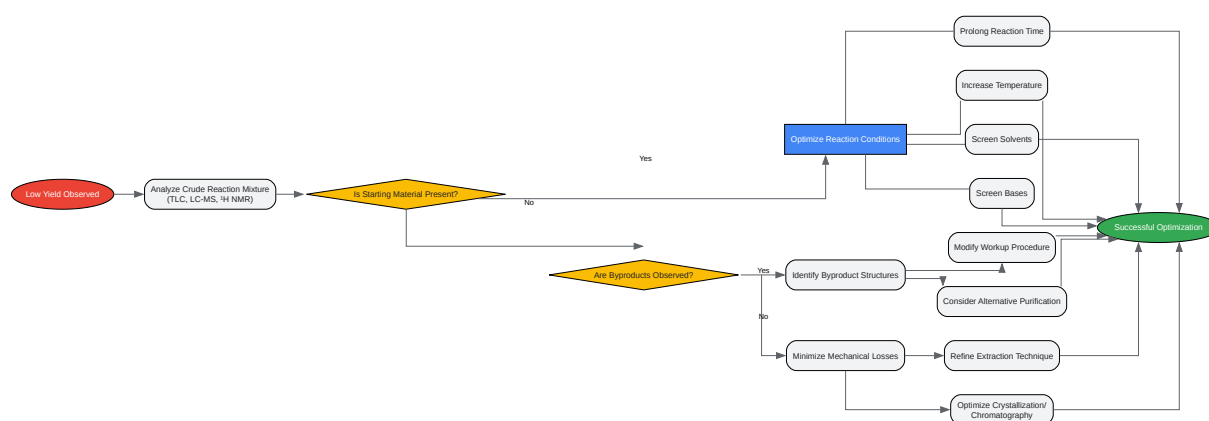 Prolong Reaction Time
Increase Temperature
Optimize Reaction Conditions
Screen Solvents
Yes
Low Yield Observed
Analyze Crude Reaction Mixture
(TLC, LC-MS, ¹H NMR)
Is Starting Material Present?
No
Screen Bases
Successful Optimization
Modify Workup Procedure
Are Byproducts Observed?
Yes
Identify Byproduct Structures
Consider Alternative Purification
No
Minimize Mechanical Losses
Refine Extraction Technique
Optimize Crystallization/
Chromatography